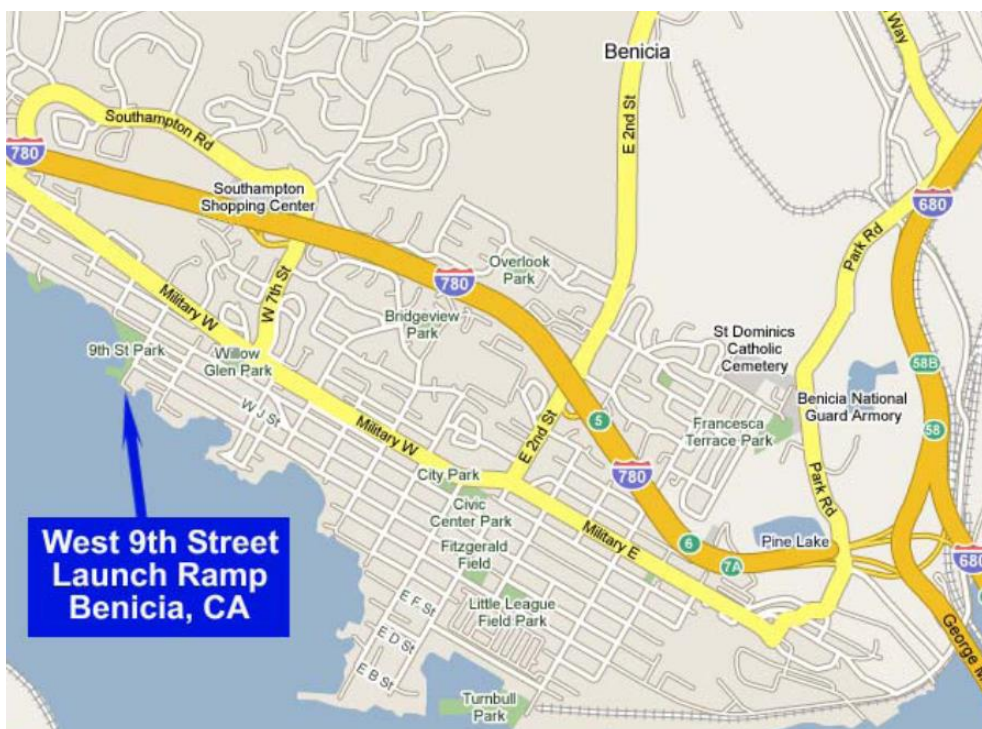 Benicia
Way
E 2nd St
Southampton Rd
780
Southampton
Shopping Center
680
Park Rd
Overlook
Park
780
W 7th St
Military W
Bridgeview
Park
St Dominics
Catholic
Cemetery
9th St Park
Willow
Glen Park
58B
Benicia National
Guard Armory
W J St
Military W
E 2nd St
5
Francesca
Terrace Park
58
City Park
780
Park Rd
Civic
Center Park
Military E
6
Pine Lake
7A
680
West 9th Street
Launch Ramp
Benicia, CA
Fitzgerald
Field
E F St
Little League
Field Park
E D St
E B St
George M
Turnbull
Park